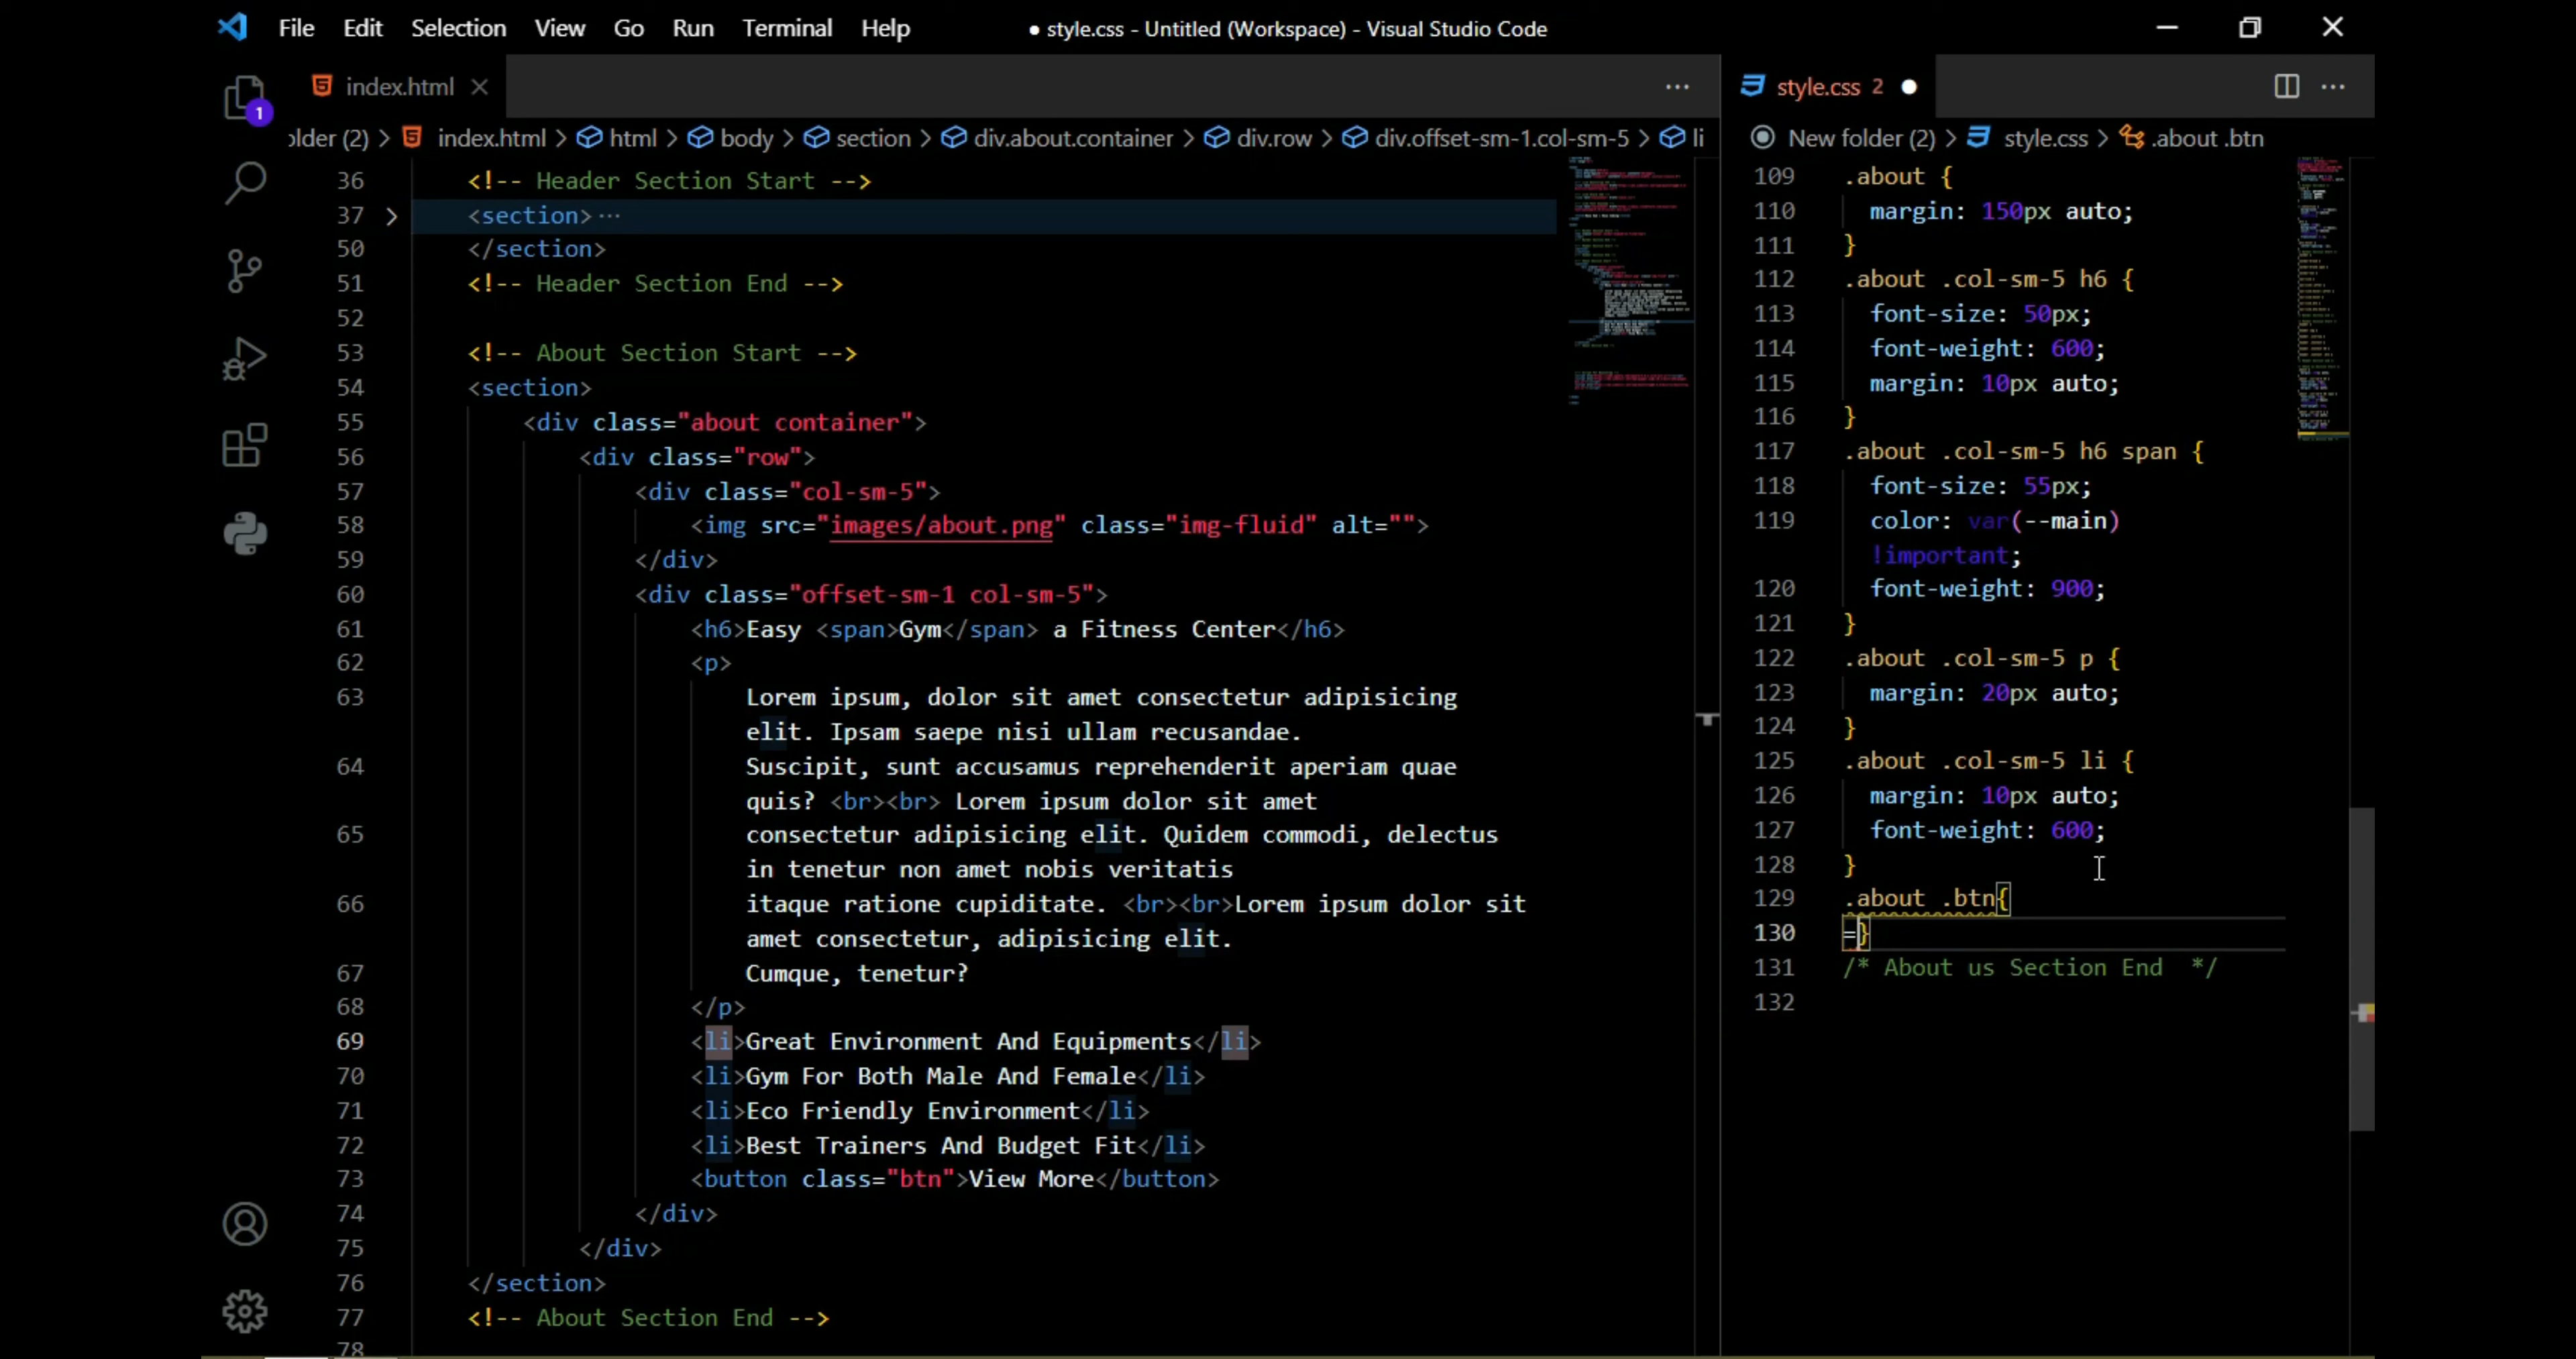 File Edit Selection View Go Run Terminal Help ● style.css - Untitled (Workspace) - Visual Studio Code
index.html
older (2) > index.html > html > body > section > div.about.container > div.row > div.offset-sm-1.col-sm-5 > li
1
36 <!-- Header Section Start -->
37 > <section>···
50 </section>
51 <!-- Header Section End -->
52
53 <!-- About Section Start -->
54 <section>
55 <div class="about container">
56 <div class="row">
57 <div class="col-sm-5">
58 <img src="images/about.png" class="img-fluid" alt="">
59 </div>
60 <div class="offset-sm-1 col-sm-5">
61 <h6>Easy <span>Gym</span> a Fitness Center</h6>
62 <p>
63 Lorem ipsum, dolor sit amet consectetur adipisicing
elit. Ipsam saepe nisi ullam recusandae.
64 Suscipit, sunt accusamus reprehenderit aperiam quae
quis? <br><br> Lorem ipsum dolor sit amet
65 consectetur adipisicing elit. Quidem commodi, delectus
in tenetur non amet nobis veritatis
66 itaque ratione cupiditate. <br><br>Lorem ipsum dolor sit
amet consectetur, adipisicing elit.
67 Cumque, tenetur?
68 </p>
69 <li>Great Environment And Equipments</li>
70 <li>Gym For Both Male And Female</li>
71 <li>Eco Friendly Environment</li>
72 <li>Best Trainers And Budget Fit</li>
73 <button class="btn">View More</button>
74 </div>
75 </div>
76 </section>
77 <!-- About Section End -->
78
style.css 2 ●
New folder (2) > style.css > .about .btn
109 .about {
110 margin: 150px auto;
111 }
112 .about .col-sm-5 h6 {
113 font-size: 50px;
114 font-weight: 600;
115 margin: 10px auto;
116 }
117 .about .col-sm-5 h6 span {
118 font-size: 55px;
119 color: var(--main)
!important;
120 font-weight: 900;
121 }
122 .about .col-sm-5 p {
123 margin: 20px auto;
124 }
125 .about .col-sm-5 li {
126 margin: 10px auto;
127 font-weight: 600;
128 }
129 .about .btn{
130 =}
131 /* About us Section End  */
132